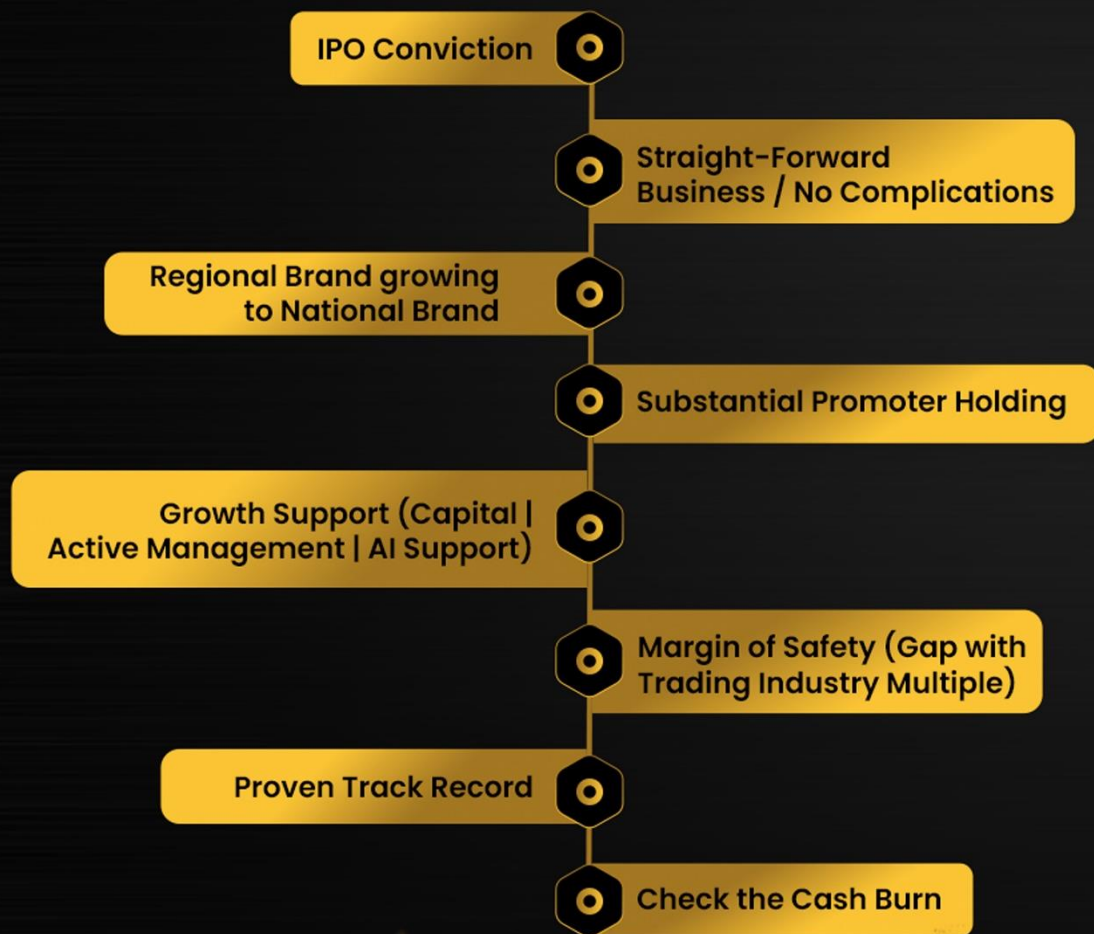 IPO Conviction
Straight-Forward
Business / No Complications
Regional Brand growing
to National Brand
Substantial Promoter Holding
Growth Support (Capital |
Active Management | AI Support)
Margin of Safety (Gap with
Trading Industry Multiple)
Proven Track Record
Check the Cash Burn